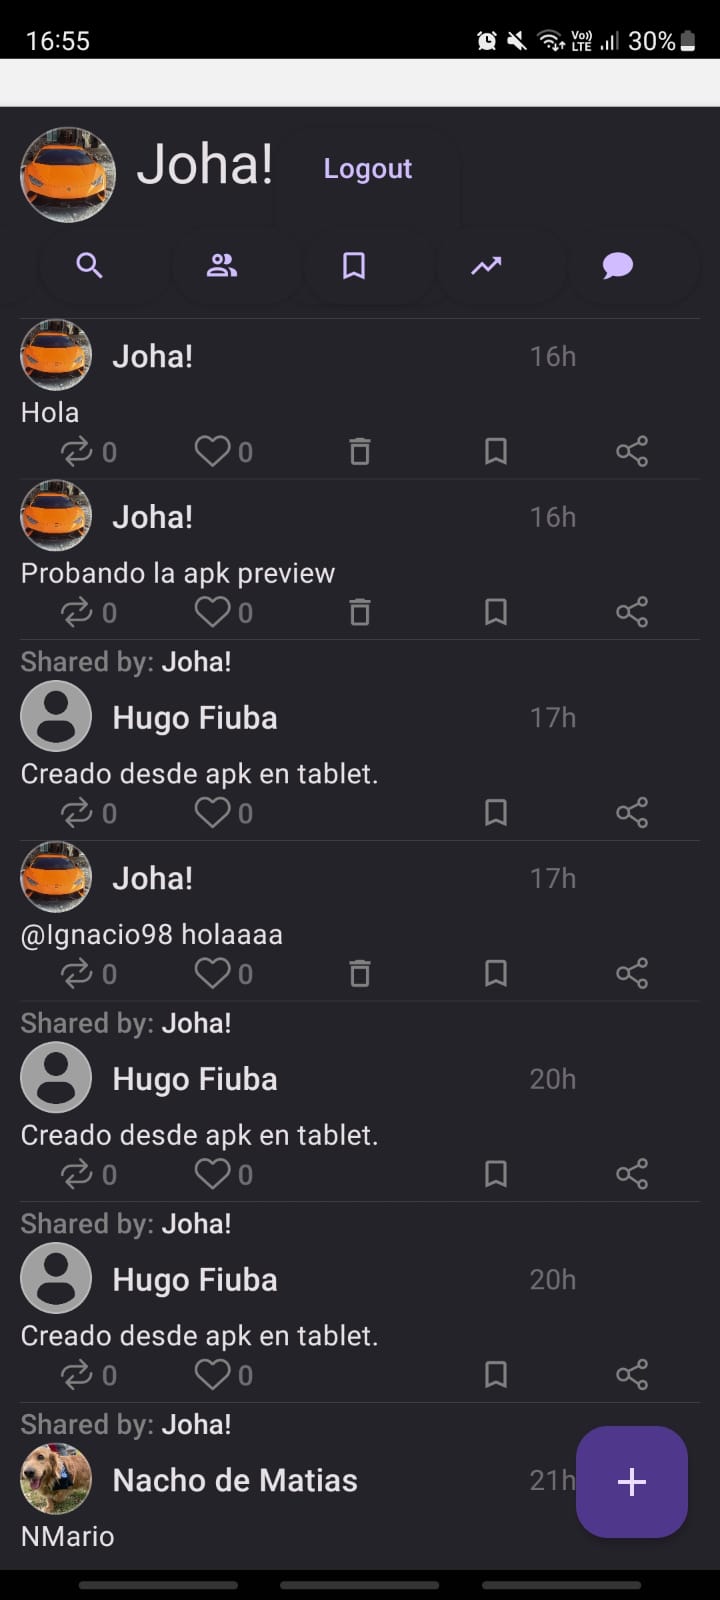 16:55 Vo)) LTE 30%
Joha! Logout
Joha! 16h
Hola
0 0
Joha! 16h
Probando la apk preview
0 0
Shared by: Joha!
Hugo Fiuba 17h
Creado desde apk en tablet.
0 0
Joha! 17h
@Ignacio98 holaaaa
0 0
Shared by: Joha!
Hugo Fiuba 20h
Creado desde apk en tablet.
0 0
Shared by: Joha!
Hugo Fiuba 20h
Creado desde apk en tablet.
0 0
Shared by: Joha!
Nacho de Matias 21h
NMario